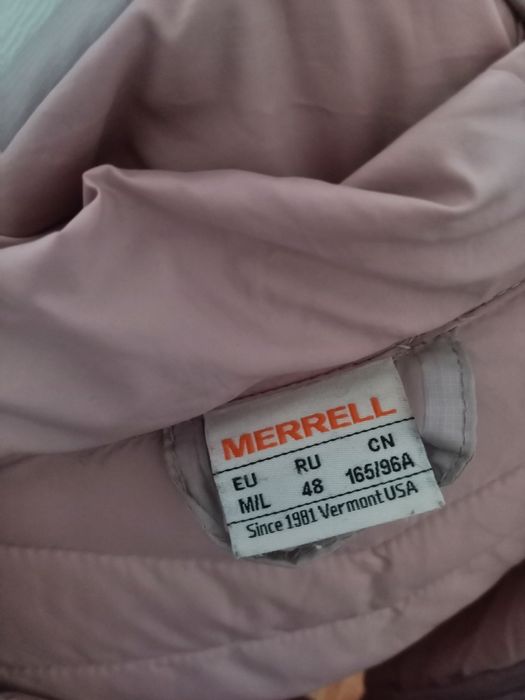 MERRELL
EU RU CN
M/L 48 165/96A
Since 1981 Vermont USA